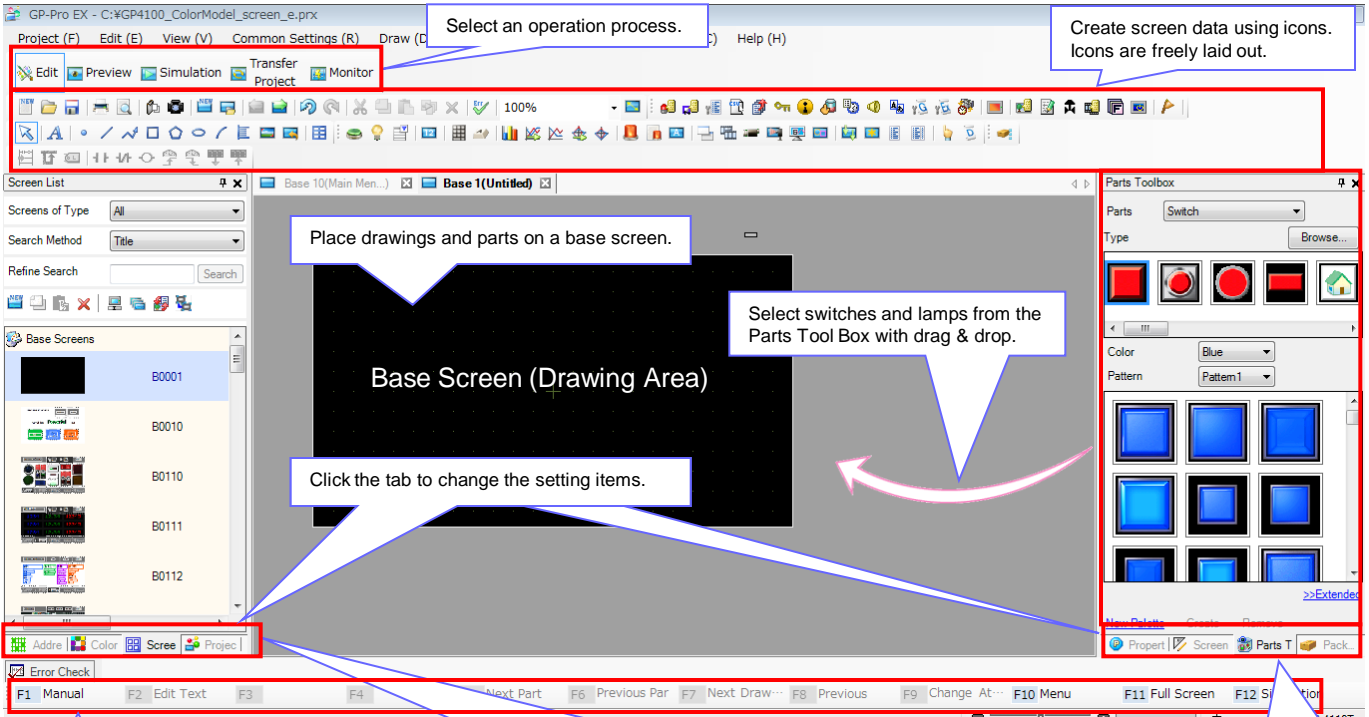 GP-Pro EX - C:¥GP4100_ColorModel_screen_e.prx
Project (F) Edit (E) View (V) Common Settings (R) Draw (D Help (H)
Select an operation process.
Create screen data using icons.
Icons are freely laid out.
Edit Preview Simulation Transfer Project Monitor
100%
Screen List
Base 10(Main Men...) Base 1(Untitled)
Parts Toolbox
Screens of Type All
Search Method Title
Refine Search Search
Place drawings and parts on a base screen.
Parts Switch
Type Browse...
Select switches and lamps from the
Parts Tool Box with drag & drop.
Base Screens
B0001
B0010
B0110
B0111
B0112
Base Screen (Drawing Area)
Click the tab to change the setting items.
Color Blue
Pattern Pattern1
>>Extended
New Palette Create Remove
Addre Color Scree Projec
Propert Screen Parts T Pack...
Error Check
F1 Manual F2 Edit Text F3 F4 Next Part F6 Previous Par F7 Next Draw… F8 Previous F9 Change At… F10 Menu F11 Full Screen F12